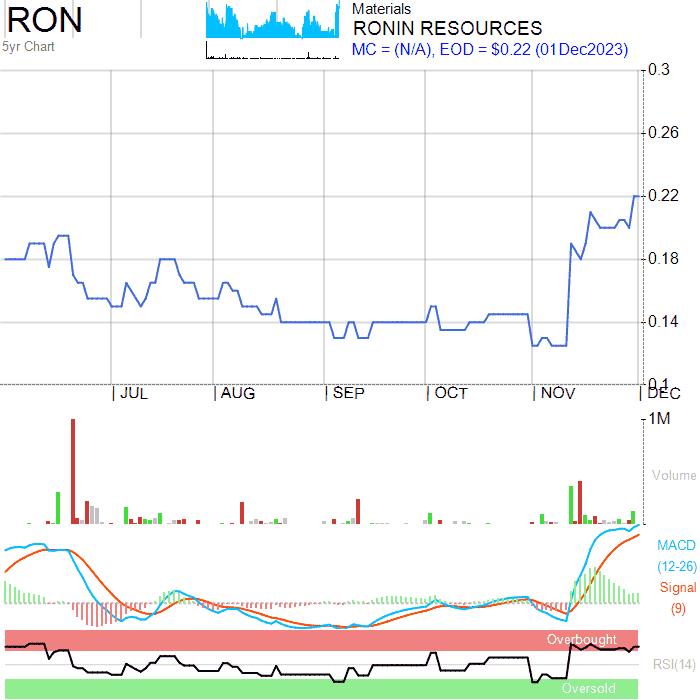 RON
5yr Chart
Materials
RONIN RESOURCES
MC = (N/A), EOD = $0.22 (01Dec2023)
0.3
0.26
0.22
0.18
0.14
0.1
JUL
AUG
SEP
OCT
NOV
DEC
1M
Volume
MACD
(12-26)
Signal
(9)
Overbought
RSI(14)
Oversold